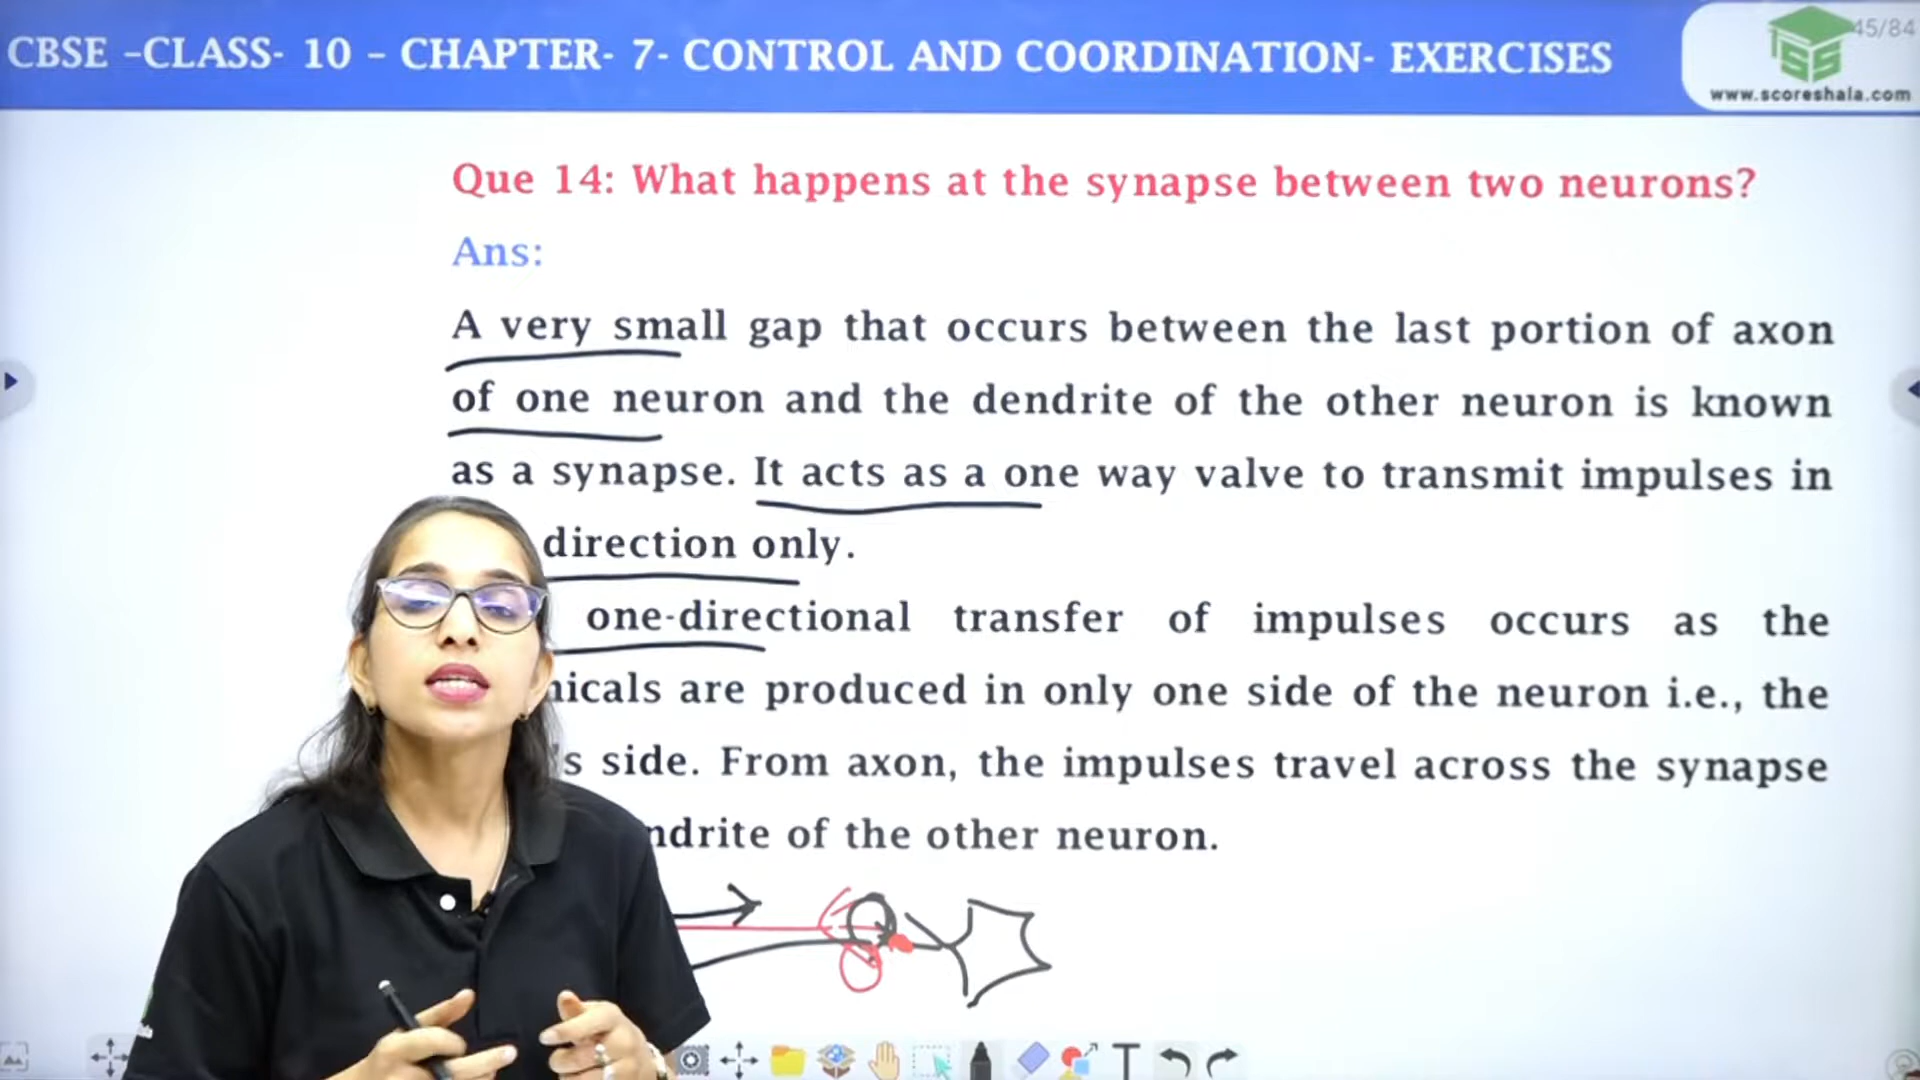 CBSE –CLASS- 10 – CHAPTER- 7- CONTROL AND COORDINATION- EXERCISES
45/84
www.scoreshala.com
Que 14: What happens at the synapse between two neurons?
Ans:
A very small gap that occurs between the last portion of axon
of one neuron and the dendrite of the other neuron is known
as a synapse. It acts as a one way valve to transmit impulses in
direction only.
one-directional transfer of impulses occurs as the
nicals are produced in only one side of the neuron i.e., the
's side. From axon, the impulses travel across the synapse
ndrite of the other neuron.